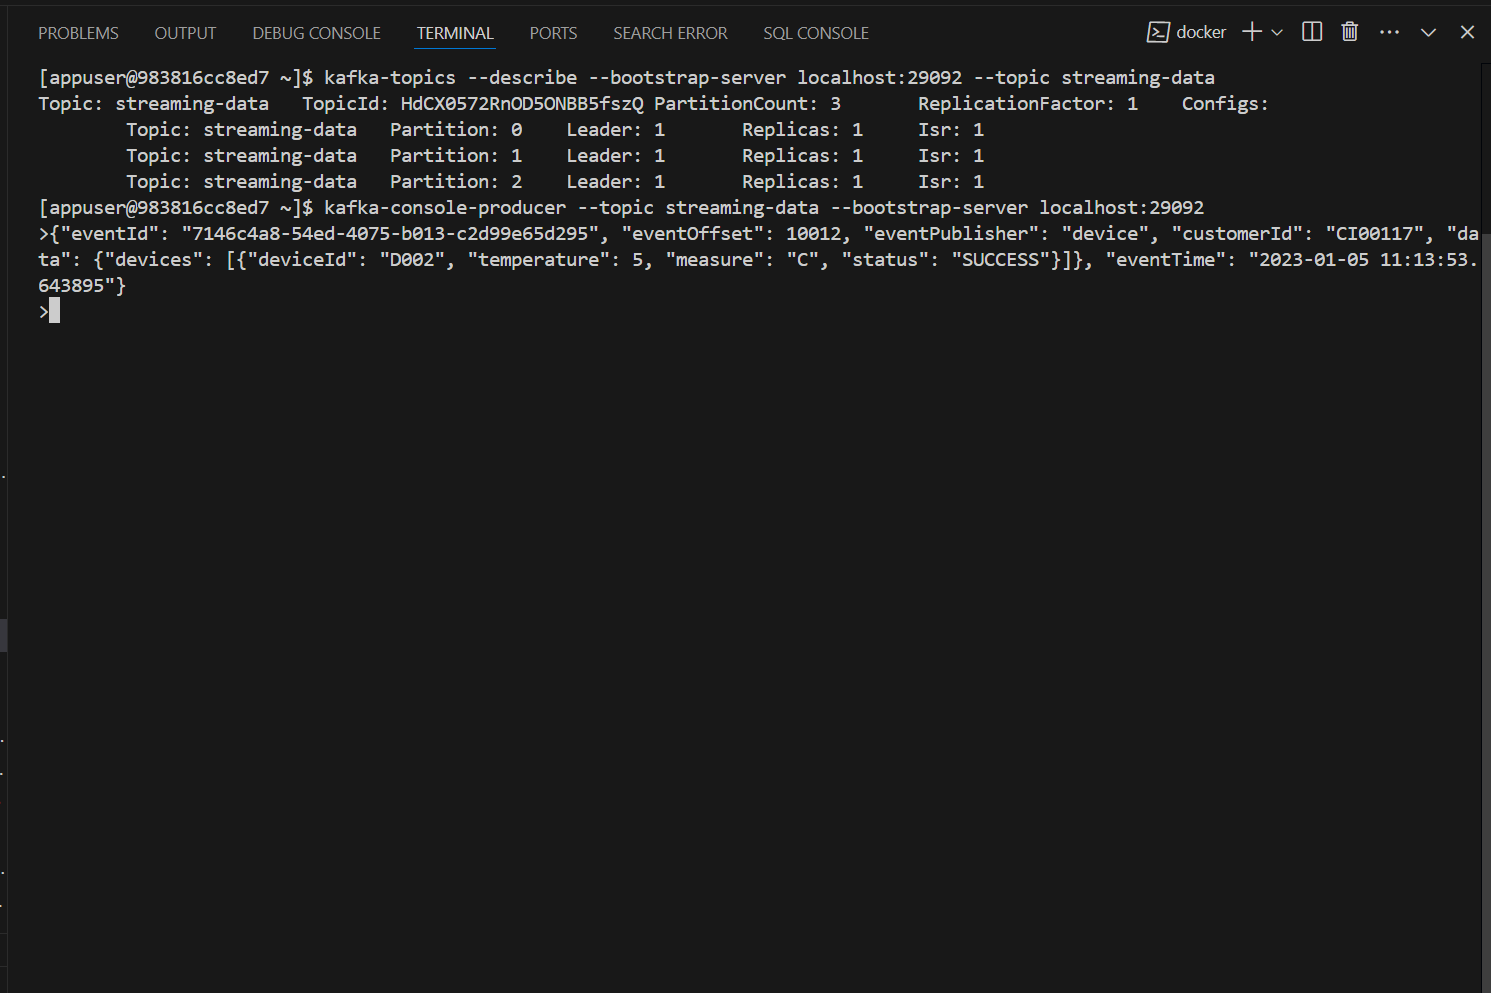 PROBLEMS OUTPUT DEBUG CONSOLE TERMINAL PORTS SEARCH ERROR SQL CONSOLE docker
[appuser@983816cc8ed7 ~]$ kafka-topics --describe --bootstrap-server localhost:29092 --topic streaming-data
Topic: streaming-data TopicId: HdCX0572RnOD5ONBB5fszQ PartitionCount: 3 ReplicationFactor: 1 Configs:
Topic: streaming-data Partition: 0 Leader: 1 Replicas: 1 Isr: 1
Topic: streaming-data Partition: 1 Leader: 1 Replicas: 1 Isr: 1
Topic: streaming-data Partition: 2 Leader: 1 Replicas: 1 Isr: 1
[appuser@983816cc8ed7 ~]$ kafka-console-producer --topic streaming-data --bootstrap-server localhost:29092
>{"eventId": "7146c4a8-54ed-4075-b013-c2d99e65d295", "eventOffset": 10012, "eventPublisher": "device", "customerId": "CI00117", "da
ta": {"devices": [{"deviceId": "D002", "temperature": 5, "measure": "C", "status": "SUCCESS"}]}, "eventTime": "2023-01-05 11:13:53.
643895"}
>